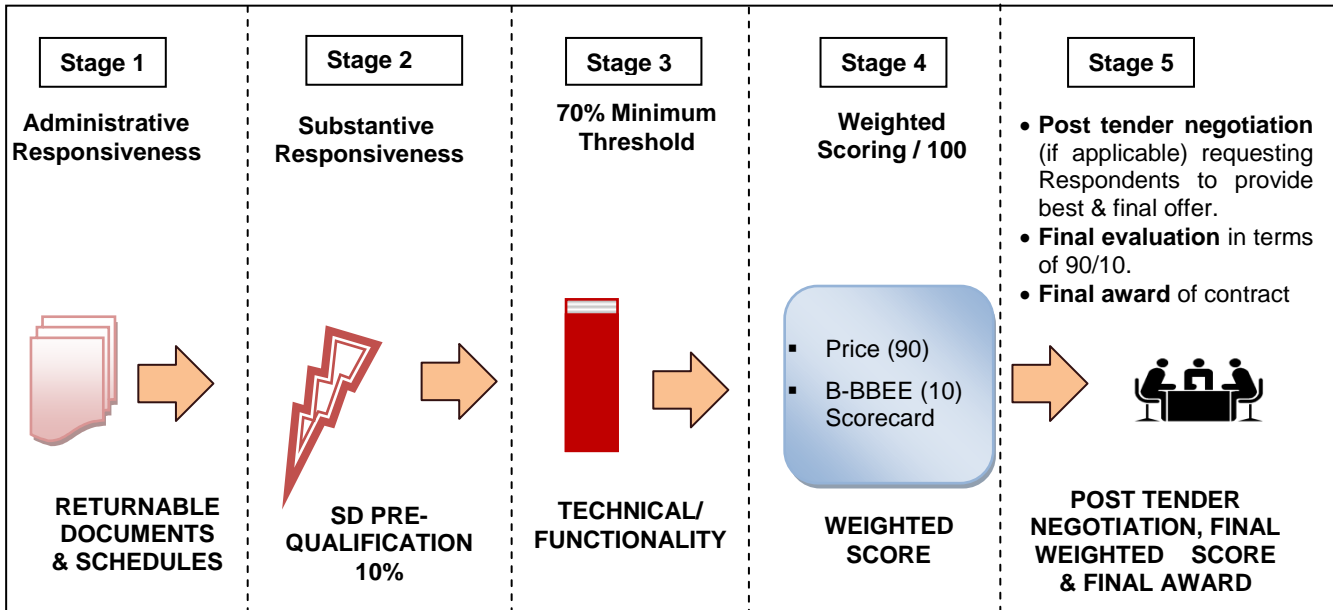 Stage 1
Administrative
Responsiveness
RETURNABLE
DOCUMENTS
& SCHEDULES
Stage 2
Substantive
Responsiveness
SD PRE-
QUALIFICATION
10%
Stage 3
70% Minimum
Threshold
TECHNICAL/
FUNCTIONALITY
Stage 4
Weighted
Scoring / 100
▪ Price (90)
▪ B-BBEE (10)
Scorecard
WEIGHTED
SCORE
Stage 5
• Post tender negotiation
(if applicable) requesting
Respondents to provide
best & final offer.
• Final evaluation in terms
of 90/10.
• Final award of contract
POST TENDER
NEGOTIATION, FINAL
WEIGHTED SCORE
& FINAL AWARD